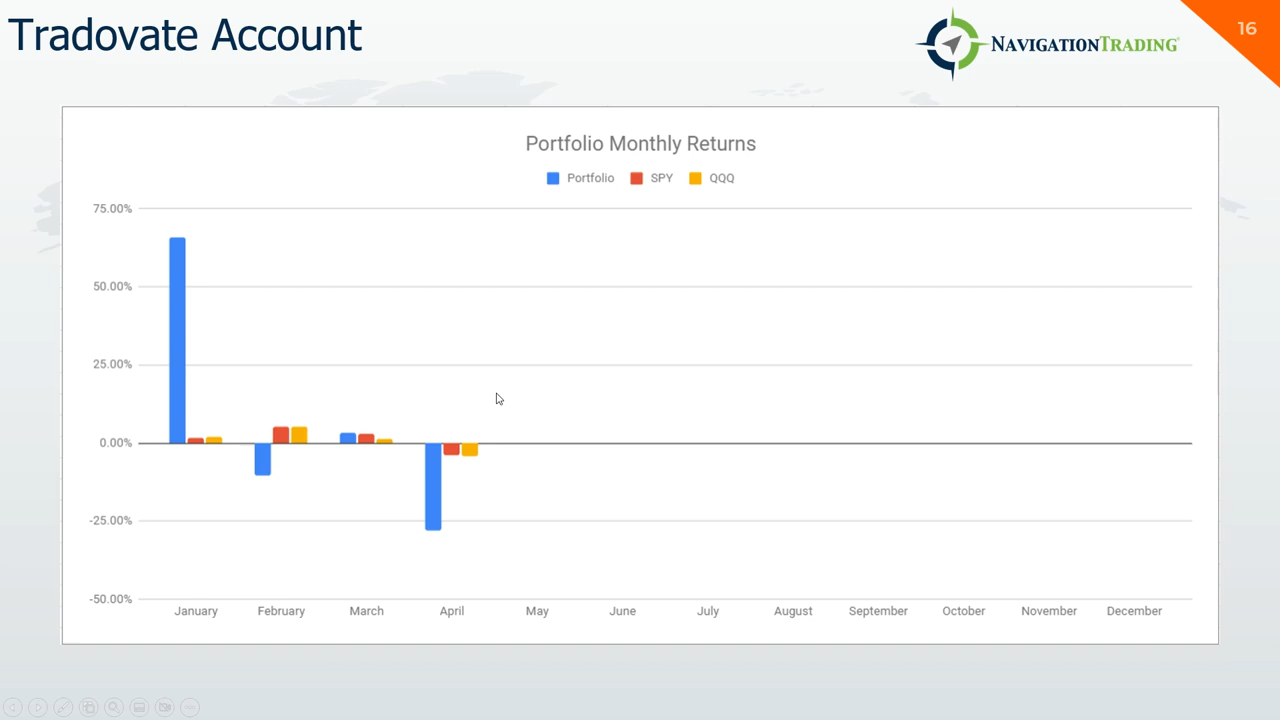 Tradovate Account
NAVIGATIONTRADING®
16
Portfolio Monthly Returns
Portfolio SPY QQQ
75.00%
50.00%
25.00%
0.00%
-25.00%
-50.00%
January February March April May June July August September October November December